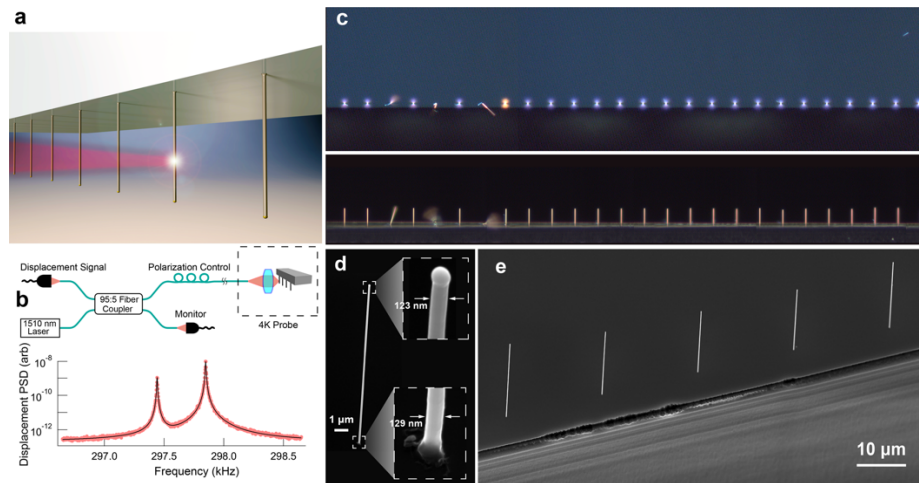 a
Displacement Signal
Polarization Control
95:5 Fiber
Coupler
1510 nm
Laser
Monitor
4K Probe
b
Displacement PSD (arb)
10⁻⁸
10⁻¹⁰
10⁻¹²
297.0
297.5
298.0
298.5
Frequency (kHz)
c
d
123 nm
129 nm
1 μm
e
10 μm